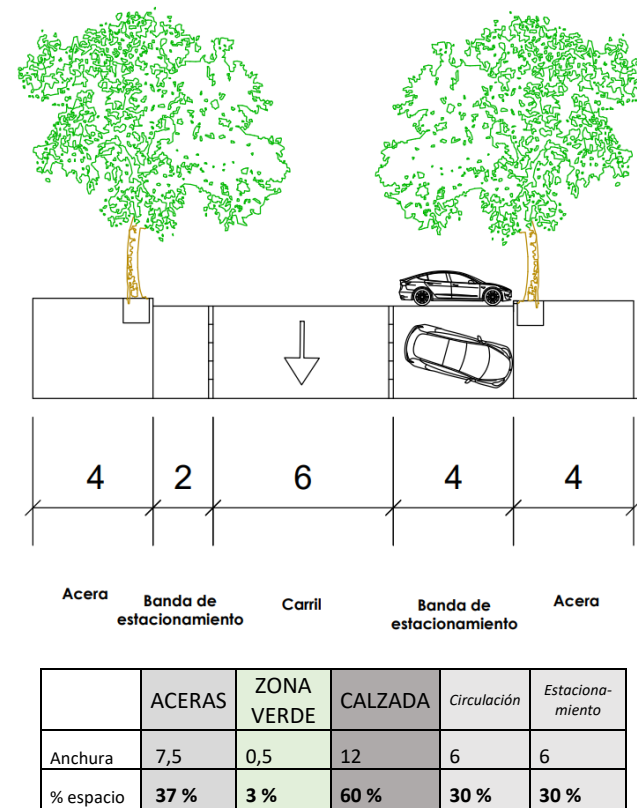 4 2 6 4 4
Acera Banda de estacionamiento Carril Banda de estacionamiento Acera
ACERAS ZONA VERDE CALZADA Circulación Estaciona-miento
Anchura 7,5 0,5 12 6 6
% espacio 37 % 3 % 60 % 30 % 30 %